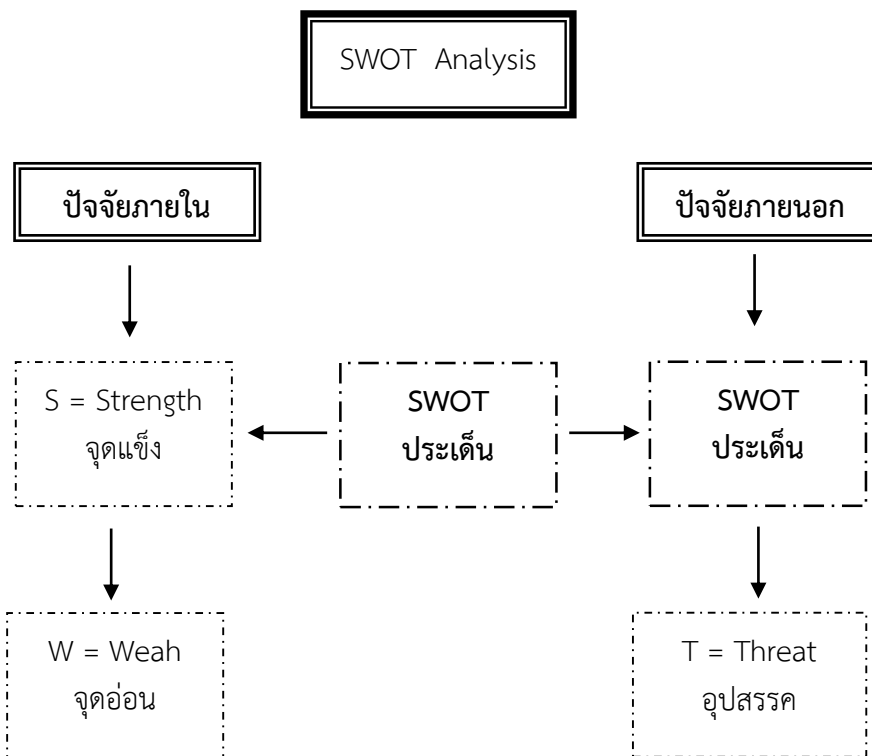 SWOT Analysis
ปัจจัยภายใน
ปัจจัยภายนอก
S = Strength
จุดแข็ง
SWOT
ประเด็น
SWOT
ประเด็น
W = Weah
จุดอ่อน
T = Threat
อุปสรรค